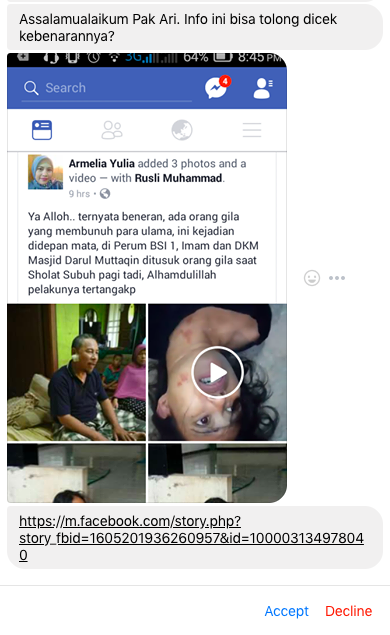 Assalamualaikum Pak Ari. Info ini bisa tolong dicek
kebenarannya?
3G 64% 8:45 PM
Search
4
Armelia Yulia added 3 photos and a
video — with Rusli Muhammad.
9 hrs •
Ya Alloh.. ternyata beneran, ada orang gila
yang membunuh para ulama, ini kejadian
didepan mata, di Perum BSI 1, Imam dan DKM
Masjid Darul Muttaqin ditusuk orang gila saat
Sholat Subuh pagi tadi, Alhamdulillah
pelakunya tertangakp
https://m.facebook.com/story.php?
story_fbid=1605201936260957&id=10000313497804
0
Accept Decline